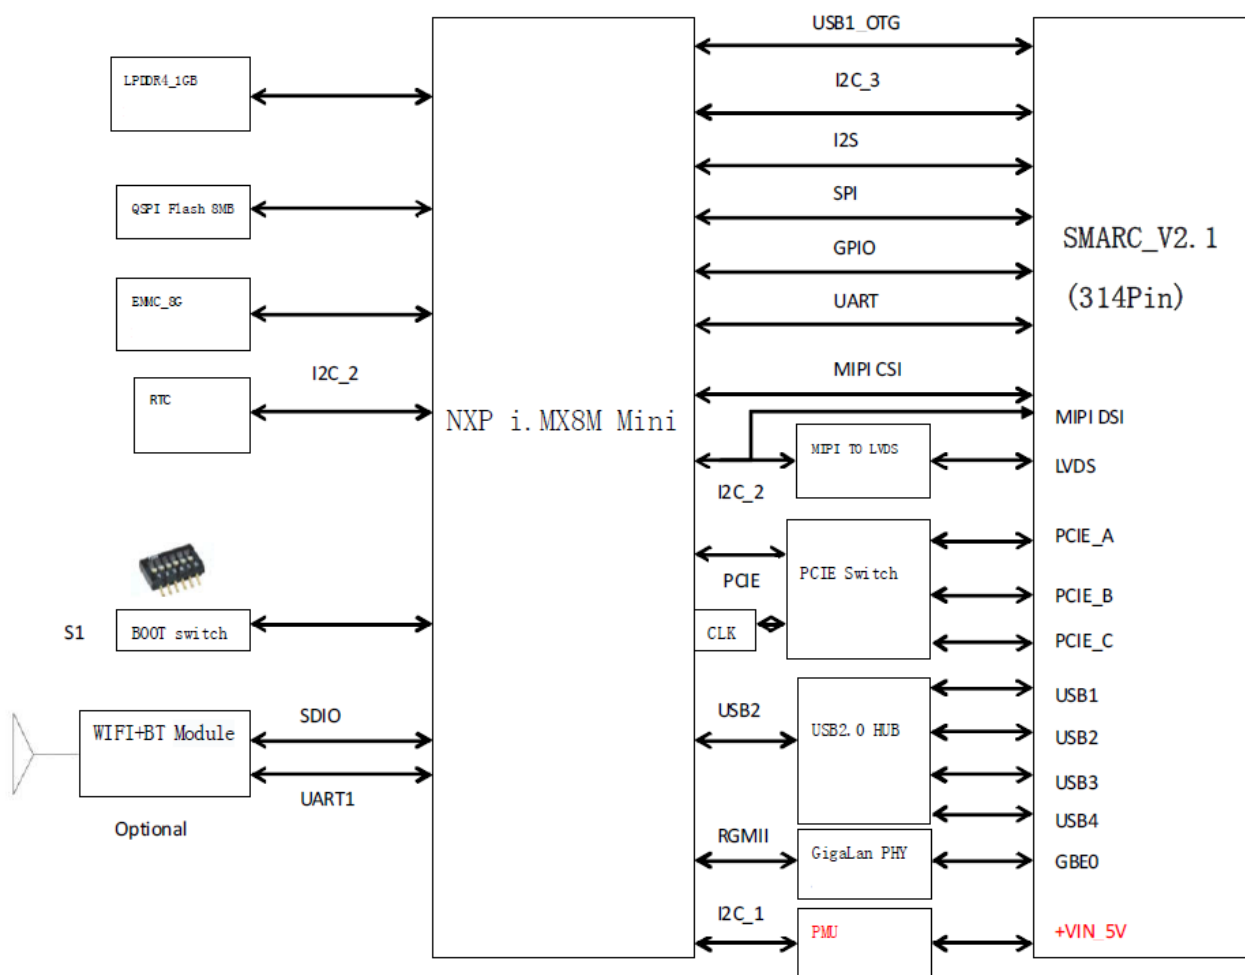 USB1_OTG
LPDDR4_1GB
I2C_3
I2S
QSPI Flash 8MB
SPI
SMARC_V2.1
GPIO
(314Pin)
EMMC_8G
UART
I2C_2
MIPI CSI
RTC
NXP i.MX8M Mini
MIPI DSI
MIPI TO LVDS
LVDS
I2C_2
PCIE_A
PCIE
PCIE Switch
PCIE_B
S1
BOOT switch
CLK
PCIE_C
USB1
SDIO
USB2
WIFI+BT Module
USB2.0 HUB
USB2
UART1
USB3
Optional
USB4
RGMII
GigaLan PHY
GBE0
I2C_1
PMU
+VIN_5V